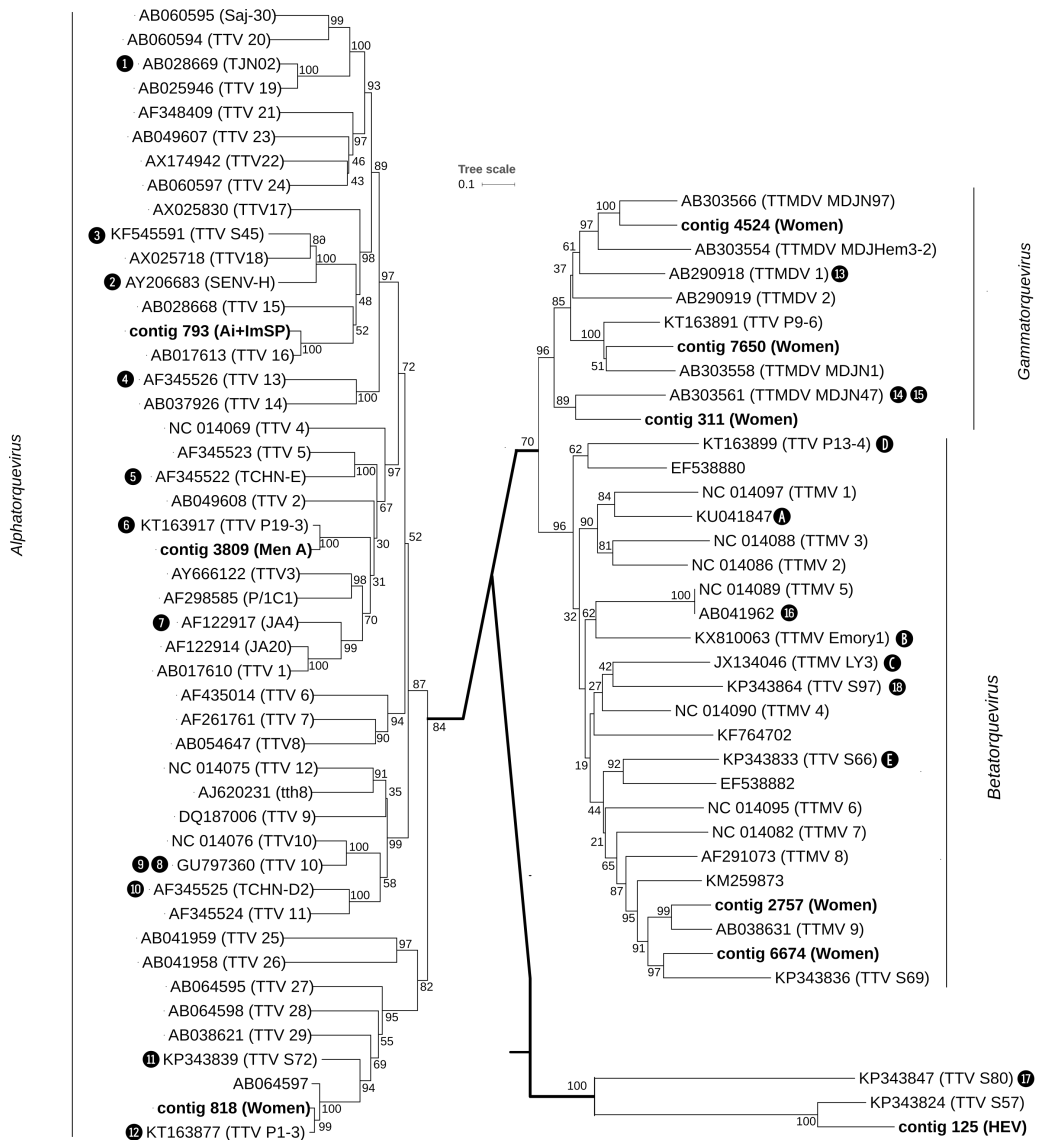 Alphatorquevirus
AB060595 (Saj-30)
AB060594 (TTV 20)
1 AB028669 (TJN02)
AB025946 (TTV 19)
AF348409 (TTV 21)
AB049607 (TTV 23)
AX174942 (TTV22)
AB060597 (TTV 24)
AX025830 (TTV17)
3 KF545591 (TTV S45)
AX025718 (TTV18)
2 AY206683 (SENV-H)
AB028668 (TTV 15)
contig 793 (Ai+ImSP)
AB017613 (TTV 16)
4 AF345526 (TTV 13)
AB037926 (TTV 14)
NC 014069 (TTV 4)
AF345523 (TTV 5)
5 AF345522 (TCHN-E)
AB049608 (TTV 2)
6 KT163917 (TTV P19-3)
contig 3809 (Men A)
AY666122 (TTV3)
AF298585 (P/1C1)
7 AF122917 (JA4)
AF122914 (JA20)
AB017610 (TTV 1)
AF435014 (TTV 6)
AF261761 (TTV 7)
AB054647 (TTV8)
NC 014075 (TTV 12)
AJ620231 (tth8)
DQ187006 (TTV 9)
NC 014076 (TTV10)
9 8 GU797360 (TTV 10)
10 AF345525 (TCHN-D2)
AF345524 (TTV 11)
AB041959 (TTV 25)
AB041958 (TTV 26)
AB064595 (TTV 27)
AB064598 (TTV 28)
AB038621 (TTV 29)
11 KP343839 (TTV S72)
AB064597
contig 818 (Women)
12 KT163877 (TTV P1-3)
99
100
100
93
97
46
43
89
100
98
48
52
100
97
100
72
100
97
67
100
30
31
98
70
99
100
52
94
90
91
35
100
99
58
100
87
84
97
82
95
55
69
94
100
99
Tree scale
0.1
AB303566 (TTMDV MDJN97)
contig 4524 (Women)
AB303554 (TTMDV MDJHem3-2)
AB290918 (TTMDV 1) 13
AB290919 (TTMDV 2)
KT163891 (TTV P9-6)
contig 7650 (Women)
AB303558 (TTMDV MDJN1)
AB303561 (TTMDV MDJN47) 14 15
contig 311 (Women)
Gammatorquevirus
KT163899 (TTV P13-4) D
EF538880
NC 014097 (TTMV 1)
KU041847 A
NC 014088 (TTMV 3)
NC 014086 (TTMV 2)
NC 014089 (TTMV 5)
AB041962 16
KX810063 (TTMV Emory1) B
JX134046 (TTMV LY3) C
KP343864 (TTV S97) 18
NC 014090 (TTMV 4)
KF764702
KP343833 (TTV S66) E
EF538882
NC 014095 (TTMV 6)
NC 014082 (TTMV 7)
AF291073 (TTMV 8)
KM259873
contig 2757 (Women)
AB038631 (TTMV 9)
contig 6674 (Women)
KP343836 (TTV S69)
Betatorquevirus
KP343847 (TTV S80) 17
KP343824 (TTV S57)
contig 125 (HEV)
100
97
61
37
85
100
51
96
89
70
62
96
84
90
81
100
32
62
42
27
19
92
44
21
65
87
95
99
91
97
100
100